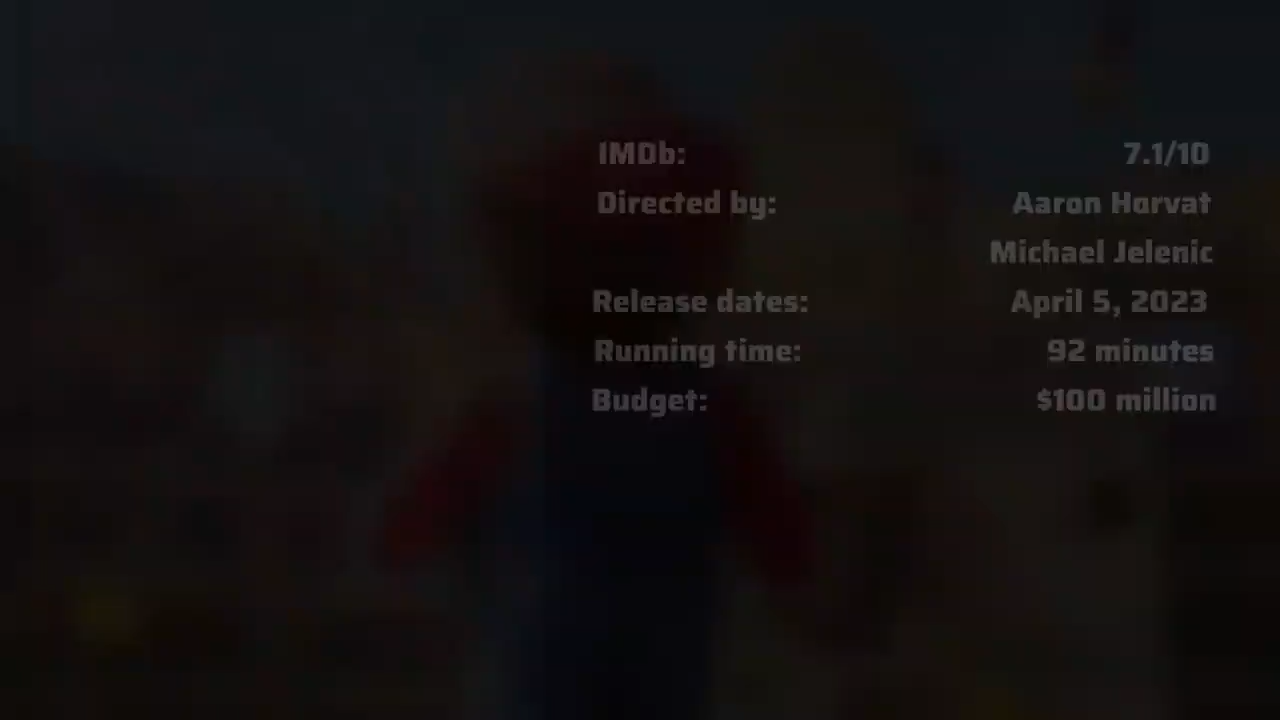 IMDb: 7.1/10
Directed by: Aaron Horvat
Michael Jelenic
Release dates: April 5, 2023
Running time: 92 minutes
Budget: $100 million